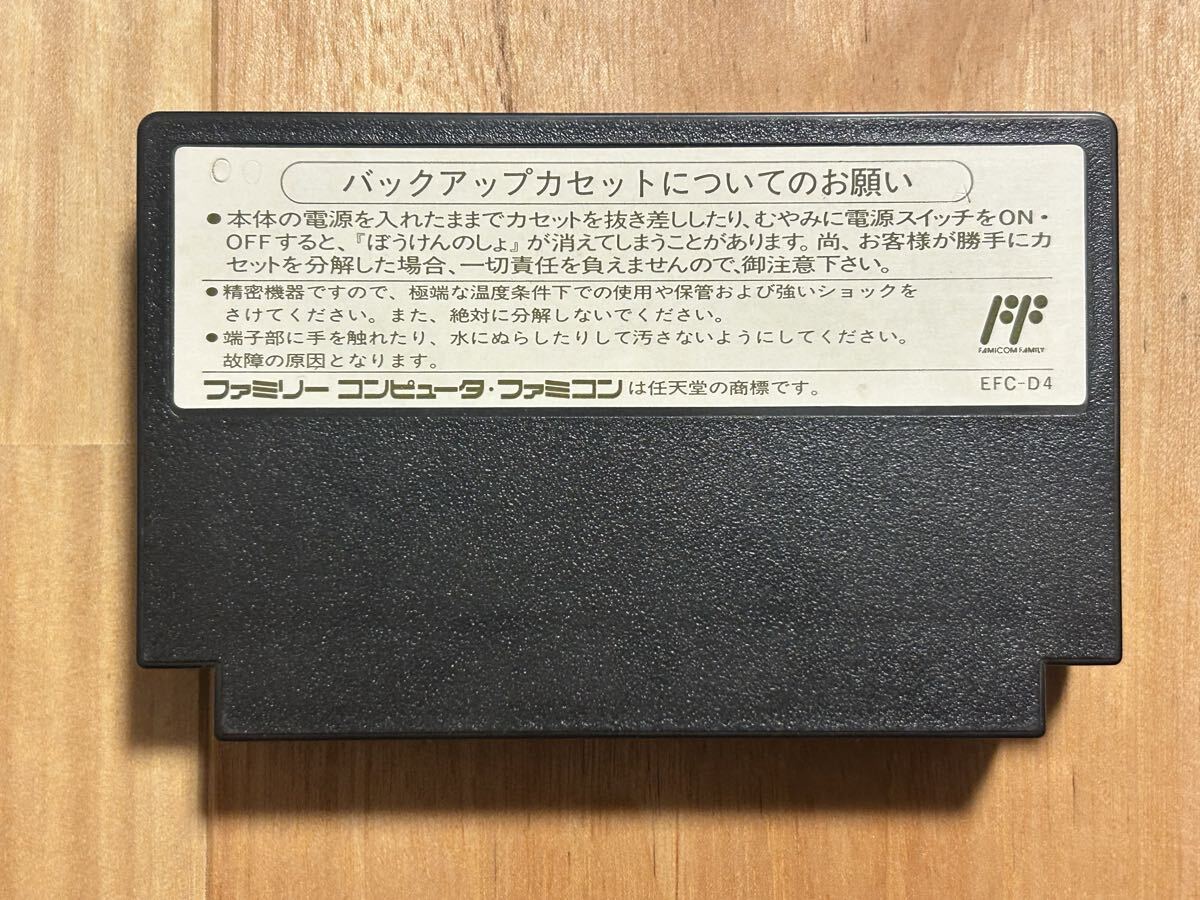 バックアップカセットについてのお願い
●本体の電源を入れたままでカセットを抜き差ししたり、むやみに電源スイッチをON・
OFFすると、『ぼうけんのしょ』が消えてしまうことがあります。尚、お客様が勝手にカ
セットを分解した場合、一切責任を負えませんので、御注意下さい。
●精密機器ですので、極端な温度条件下での使用や保管および強いショックを
さけてください。また、絶対に分解しないでください。
●端子部に手を触れたり、水にぬらしたりして汚さないようにしてください。
故障の原因となります。
FAMICOM FAMILY
ファミリーコンピュータ・ファミコンは任天堂の商標です。
EFC-D4